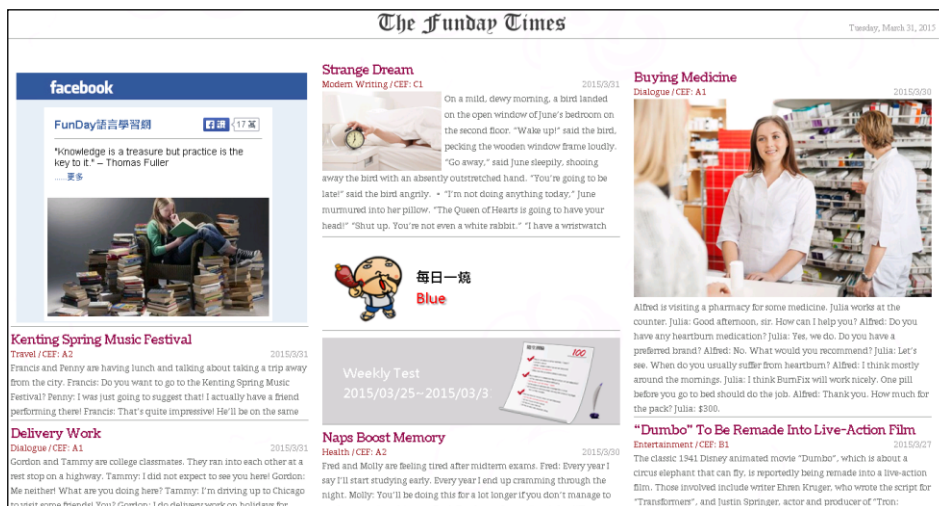 The Funday Times
Tuesday, March 31, 2015
facebook
FunDay語言學習網
讚 17 萬
"Knowledge is a treasure but practice is the
key to it." – Thomas Fuller
......更多
Kenting Spring Music Festival
Travel / CEF: A2 2015/3/31
Francis and Penny are having lunch and talking about taking a trip away
from the city. Francis: Do you want to go to the Kenting Spring Music
Festival? Penny: I was just going to suggest that! I actually have a friend
performing there! Francis: That's quite impressive! He'll be on the same
Delivery Work
Dialogue / CEF: A1 2015/3/31
Gordon and Tammy are college classmates. They ran into each other at a
rest stop on a highway. Tammy: I did not expect to see you here! Gordon:
Me neither! What are you doing here? Tammy: I'm driving up to Chicago
to visit some friends! You? Gordon: I do delivery work on holidays for
Strange Dream
Modern Writing / CEF: C1 2015/3/31
On a mild, dewy morning, a bird landed
on the open window of June's bedroom on
the second floor. "Wake up!" said the bird,
pecking the wooden window frame loudly.
"Go away," said June sleepily, shooing
away the bird with an absently outstretched hand. "You're going to be
late!" said the bird angrily. • "I'm not doing anything today," June
murmured into her pillow. "The Queen of Hearts is going to have your
head!" "Shut up. You're not even a white rabbit." "I have a wristwatch
每日一燒
Blue
Weekly Test
2015/03/25~2015/03/3
100
Naps Boost Memory
Health / CEF: A2 2015/3/30
Fred and Molly are feeling tired after midterm exams. Fred: Every year I
say I'll start studying early. Every year I end up cramming through the
night. Molly: You'll be doing this for a lot longer if you don't manage to
Buying Medicine
Dialogue / CEF: A1 2015/3/30
Alfred is visiting a pharmacy for some medicine. Julia works at the
counter. Julia: Good afternoon, sir. How can I help you? Alfred: Do you
have any heartburn medication? Julia: Yes, we do. Do you have a
preferred brand? Alfred: No. What would you recommend? Julia: Let's
see. When do you usually suffer from heartburn? Alfred: I think mostly
around the mornings. Julia: I think BurnFix will work nicely. One pill
before you go to bed should do the job. Alfred: Thank you. How much for
the pack? Julia: $300.
"Dumbo" To Be Remade Into Live-Action Film
Entertainment / CEF: B1 2015/3/27
The classic 1941 Disney animated movie "Dumbo", which is about a
circus elephant that can fly, is reportedly being remade into a live-action
film. Those involved include writer Ehren Kruger, who wrote the script for
"Transformers", and Justin Springer, actor and producer of "Tron: